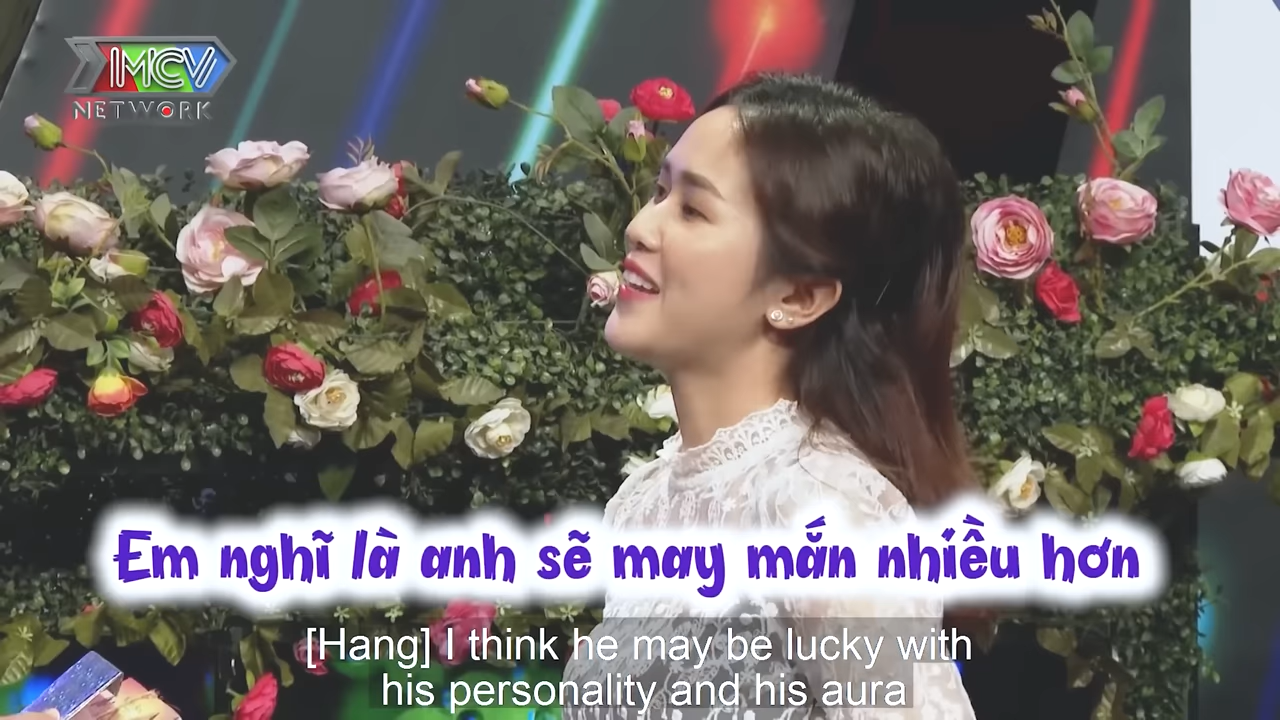 MCV
NETWORK
Em nghĩ là anh sẽ may mắn nhiều hơn
[Hang] I think he may be lucky with
his personality and his aura